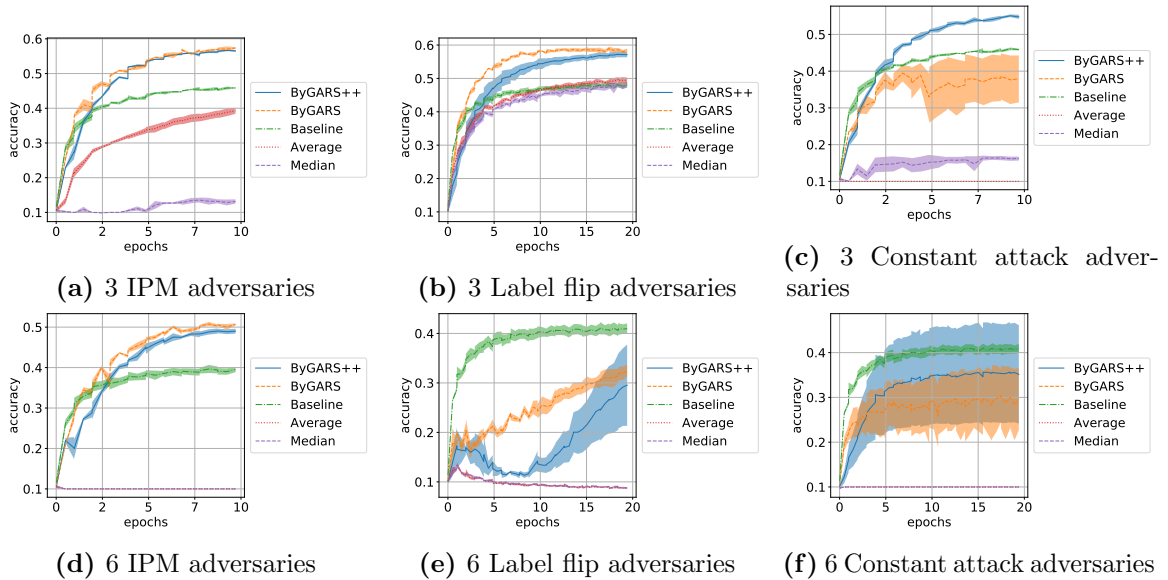 0.6
0.5
0.4
0.3
0.2
0.1
accuracy
0 2 5 7 10
epochs
ByGARS++
ByGARS
Baseline
Average
Median
(a) 3 IPM adversaries
0.6
0.5
0.4
0.3
0.2
0.1
accuracy
0 5 10 15 20
epochs
ByGARS++
ByGARS
Baseline
Average
Median
(b) 3 Label flip adversaries
0.5
0.4
0.3
0.2
0.1
accuracy
0 2 5 7 10
epochs
ByGARS++
ByGARS
Baseline
Average
Median
(c) 3 Constant attack adver-
saries
0.5
0.4
0.3
0.2
0.1
accuracy
0 2 5 7 10
epochs
ByGARS++
ByGARS
Baseline
Average
Median
(d) 6 IPM adversaries
0.4
0.3
0.2
0.1
accuracy
0 5 10 15 20
epochs
ByGARS++
ByGARS
Baseline
Average
Median
(e) 6 Label flip adversaries
0.4
0.3
0.2
0.1
accuracy
0 5 10 15 20
epochs
ByGARS++
ByGARS
Baseline
Average
Median
(f) 6 Constant attack adversaries